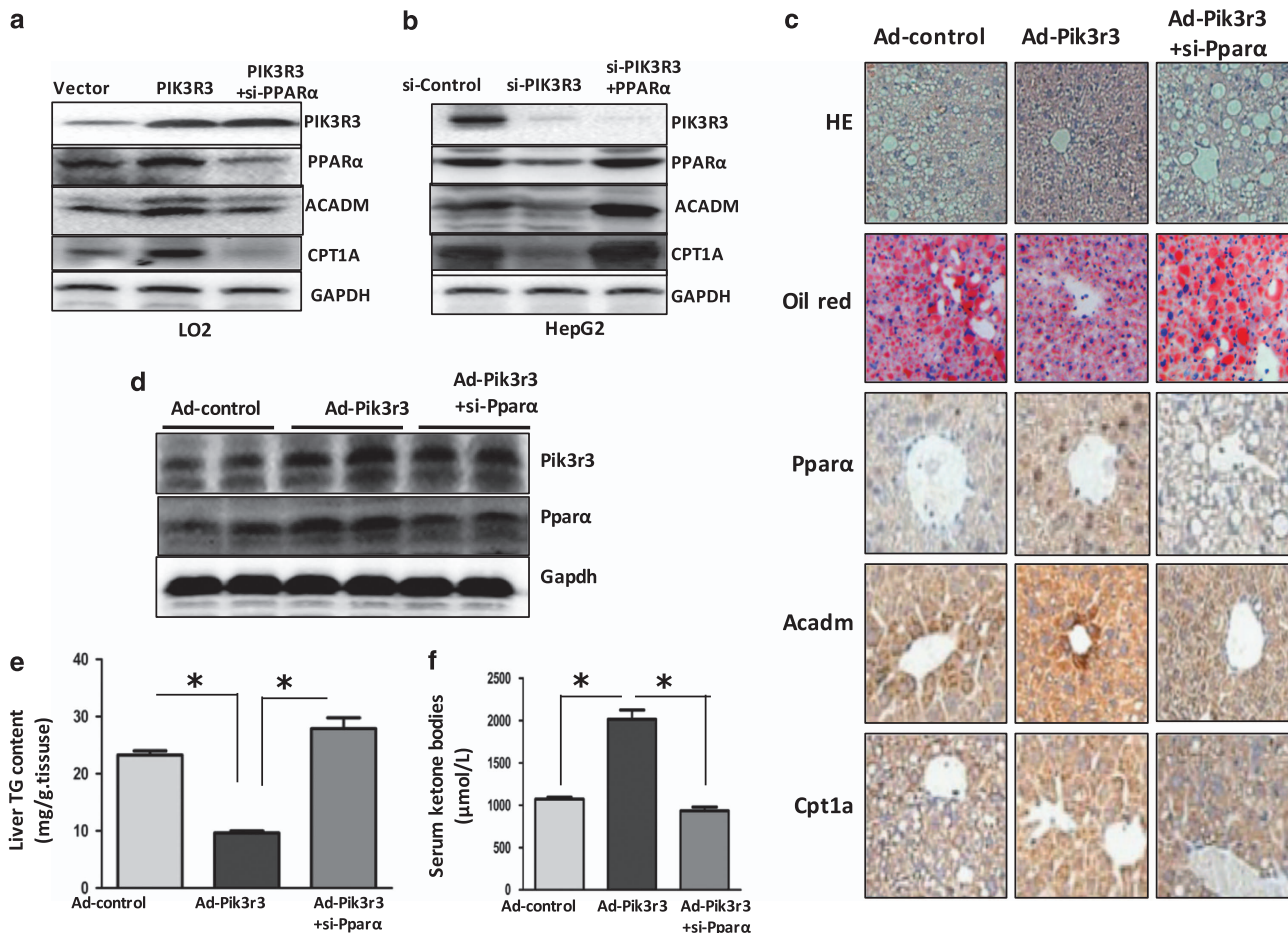 a
Vector
PIK3R3
PIK3R3
+si-PPARα
PIK3R3
PPARα
ACADM
CPT1A
GAPDH
LO2
b
si-Control
si-PIK3R3
si-PIK3R3
+PPARα
PIK3R3
PPARα
ACADM
CPT1A
GAPDH
HepG2
c
Ad-control
Ad-Pik3r3
Ad-Pik3r3
+si-Pparα
HE
Oil red
Pparα
Acadm
Cpt1a
d
Ad-control
Ad-Pik3r3
Ad-Pik3r3
+si-Pparα
Pik3r3
Pparα
Gapdh
e
Liver TG content
(mg/g.tissuse)
40
30
20
10
0
*
*
Ad-control
Ad-Pik3r3
Ad-Pik3r3
+si-Pparα
f
Serum ketone bodies
(μmol/L)
2500
2000
1500
1000
500
0
*
*
Ad-control
Ad-Pik3r3
Ad-Pik3r3
+si-Pparα